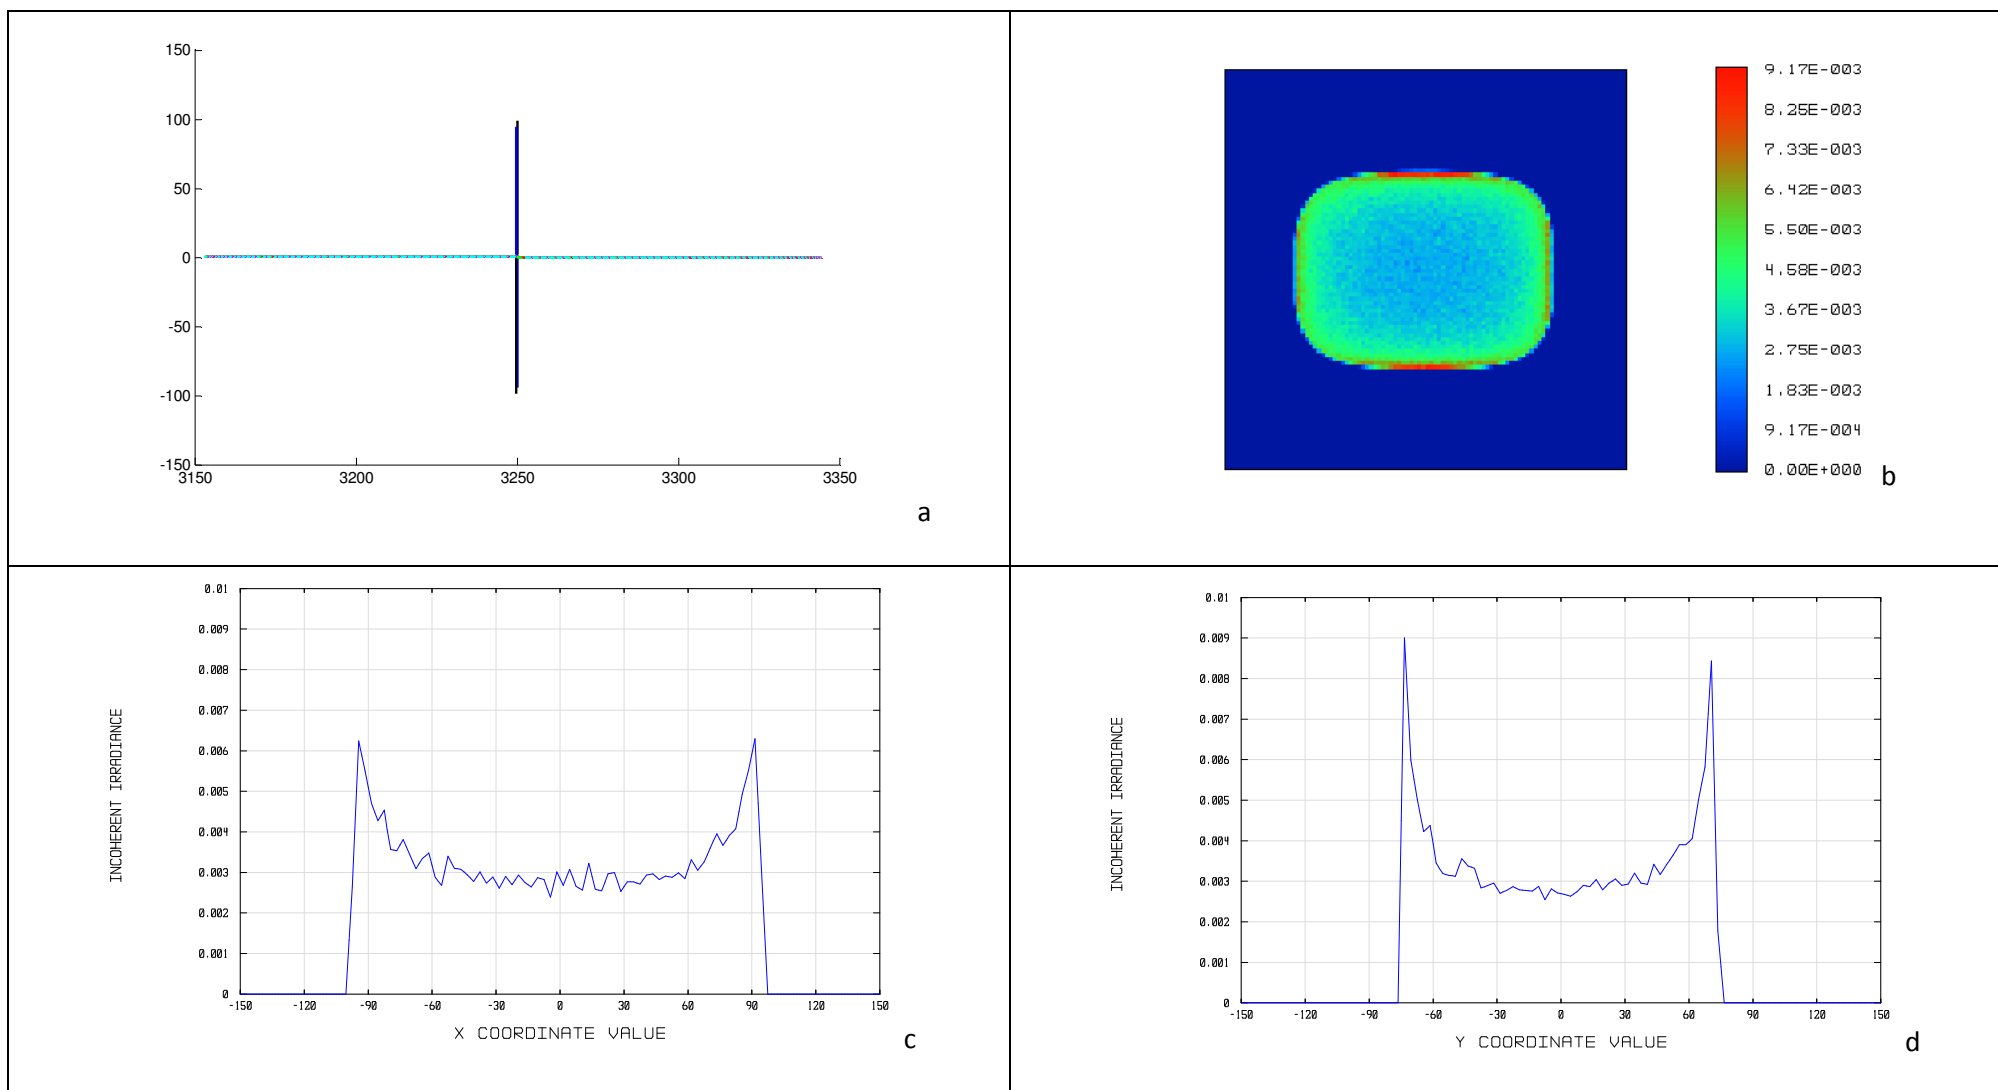 150
100
50
0
-50
-100
-150
3150 3200 3250 3300 3350
a
9.17E-003
8.25E-003
7.33E-003
6.42E-003
5.50E-003
4.58E-003
3.67E-003
2.75E-003
1.83E-003
9.17E-004
0.00E+000
b
0.01
0.009
0.008
0.007
0.006
0.005
0.004
0.003
0.002
0.001
0
INCOHERENT IRRADIANCE
-150 -120 -90 -60 -30 0 30 60 90 120 150
X COORDINATE VALUE
c
0.01
0.009
0.008
0.007
0.006
0.005
0.004
0.003
0.002
0.001
0
INCOHERENT IRRADIANCE
-150 -120 -90 -60 -30 0 30 60 90 120 150
Y COORDINATE VALUE
d